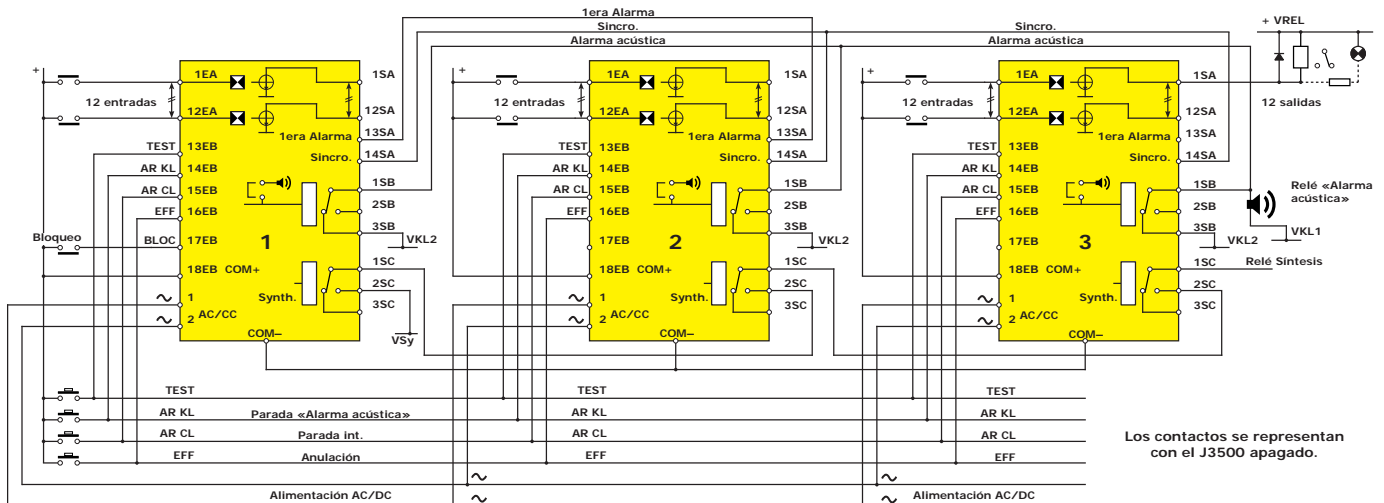 1era Alarma
Sincro.
Sincro.
Alarma acústica
Alarma acústica
+ VREL
+
1EA
1SA
12 entradas
12EA
12SA
1era Alarma
13SA
TEST
13EB
Sincro.
14SA
AR KL
14EB
AR CL
15EB
1SB
EFF
16EB
2SB
Bloqueo
BLOC
17EB
1
3SB
VKL2
18EB COM+
1SC
2SC
Synth.
3SC
1
2
AC/CC
COM–
VSy
+
1EA
1SA
12 entradas
12EA
12SA
1era Alarma
13SA
TEST
13EB
Sincro.
14SA
AR KL
14EB
AR CL
15EB
1SB
EFF
16EB
2SB
17EB
2
3SB
VKL2
18EB COM+
1SC
2SC
Synth.
3SC
1
2
AC/CC
COM–
+
1EA
1SA
12 entradas
12EA
12SA
12 salidas
1era Alarma
13SA
TEST
13EB
Sincro.
14SA
AR KL
14EB
AR CL
15EB
1SB
EFF
16EB
2SB
Relé «Alarma
acústica»
17EB
3
3SB
VKL2
VKL1
18EB COM+
1SC
Relé Síntesis
2SC
Synth.
3SC
1
2
AC/CC
COM–
TEST
TEST
TEST
AR KL
Parada «Alarma acústica»
AR KL
AR KL
AR CL
Parada int.
AR CL
AR CL
EFF
Anulación
EFF
EFF
Alimentación AC/DC
Alimentación AC/DC
Los contactos se representan
con el J3500 apagado.